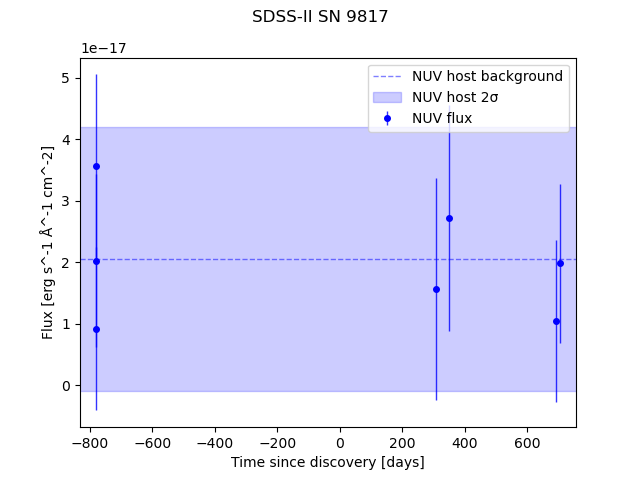 SDSS-II SN 9817
1e−17
NUV host background
NUV host 2σ
NUV flux
5
4
3
2
1
0
Flux [erg s^-1 Å^-1 cm^-2]
−800 −600 −400 −200 0 200 400 600
Time since discovery [days]